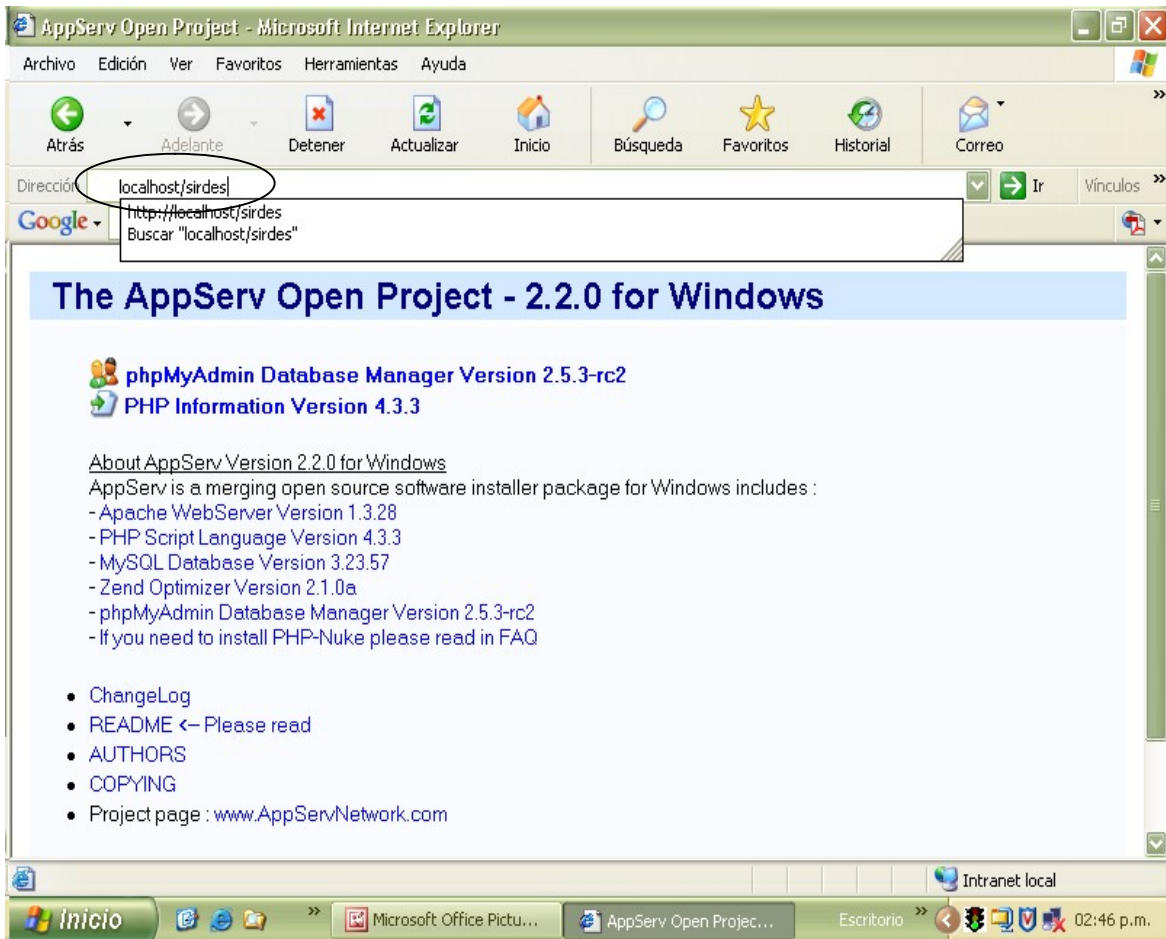 AppServ Open Project - Microsoft Internet Explorer
Archivo Edición Ver Favoritos Herramientas Ayuda
»
Atrás Adelante Detener Actualizar Inicio Búsqueda Favoritos Historial Correo
Dirección localhost/sirdes Ir Vínculos »
Google
http://localhost/sirdes
Buscar "localhost/sirdes"
The AppServ Open Project - 2.2.0 for Windows
phpMyAdmin Database Manager Version 2.5.3-rc2
PHP Information Version 4.3.3
About AppServ Version 2.2.0 for Windows
AppServ is a merging open source software installer package for Windows includes :
- Apache WebServer Version 1.3.28
- PHP Script Language Version 4.3.3
- MySQL Database Version 3.23.57
- Zend Optimizer Version 2.1.0a
- phpMyAdmin Database Manager Version 2.5.3-rc2
- If you need to install PHP-Nuke please read in FAQ
• ChangeLog
• README <-- Please read
• AUTHORS
• COPYING
• Project page : www.AppServNetwork.com
Intranet local
Inicio » Microsoft Office Pictu... AppServ Open Projec... Escritorio » 02:46 p.m.